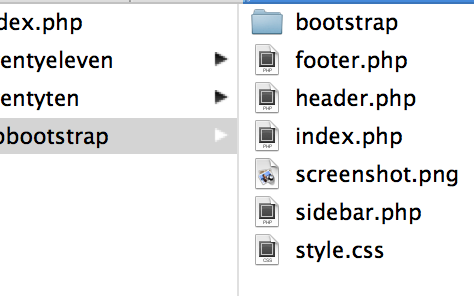 dex.php
entyeleven
entyten
bootstrap
bootstrap
footer.php
header.php
index.php
screenshot.png
sidebar.php
style.css
PHP
PHP
PHP
PHP
CSS